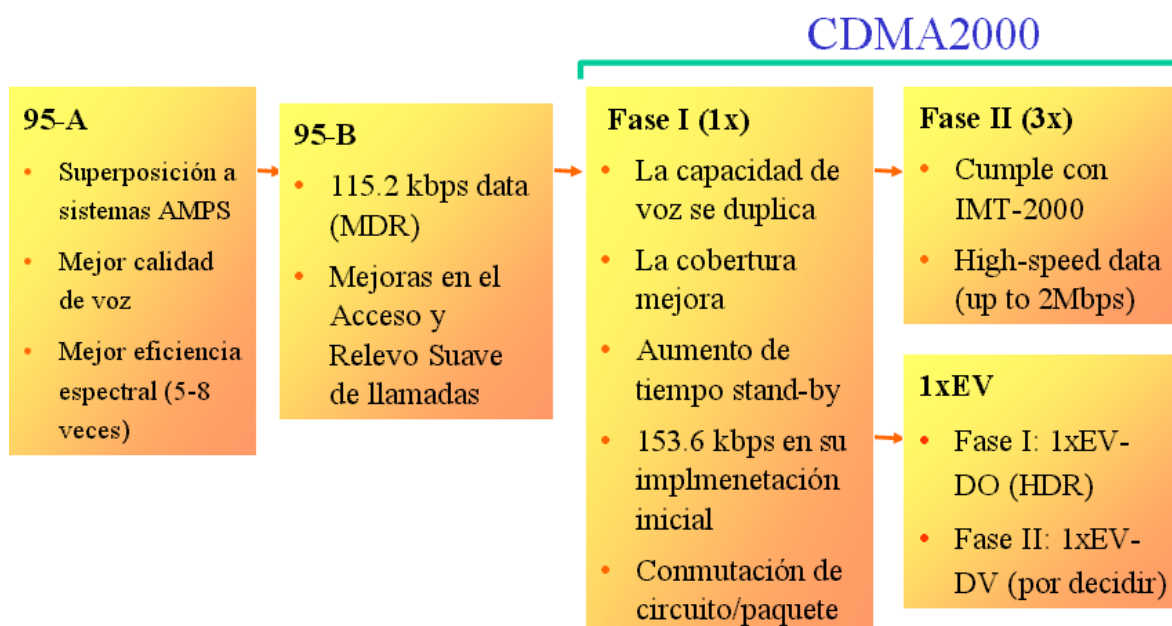 CDMA2000
95-A
• Superposición a
sistemas AMPS
• Mejor calidad
de voz
• Mejor eficiencia
espectral (5-8
veces)
95-B
• 115.2 kbps data
(MDR)
• Mejoras en el
Acceso y
Relevo Suave
de llamadas
Fase I (1x)
• La capacidad de
voz se duplica
• La cobertura
mejora
• Aumento de
tiempo stand-by
• 153.6 kbps en su
implmenetación
inicial
• Conmutación de
circuito/paquete
Fase II (3x)
• Cumple con
IMT-2000
• High-speed data
(up to 2Mbps)
1xEV
• Fase I: 1xEV-
DO (HDR)
• Fase II: 1xEV-
DV (por decidir)